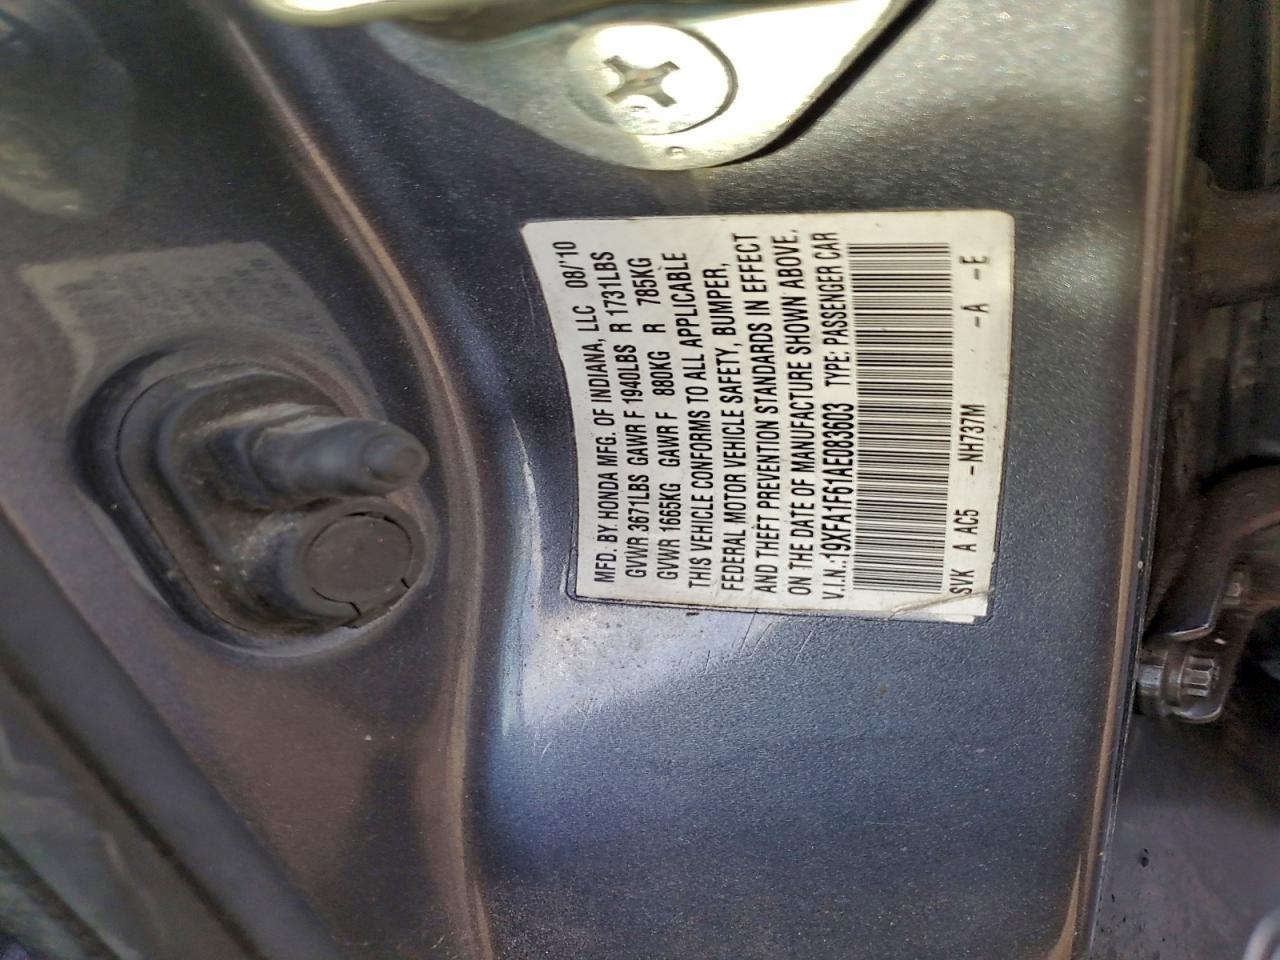 MFD. BY HONDA MFG. OF INDIANA, LLC 08/'10
GVWR 3671LBS GAWR F 1940LBS R 1731LBS
GVWR 1665KG GAWR F 880KG R 785KG
THIS VEHICLE CONFORMS TO ALL APPLICABLE
FEDERAL MOTOR VEHICLE SAFETY, BUMPER,
AND THEFT PREVENTION STANDARDS IN EFFECT
ON THE DATE OF MANUFACTURE SHOWN ABOVE.
V.I.N.:19XFA1F61AE083603 TYPE: PASSENGER CAR
SVK A AC5 -NH737M -A -E